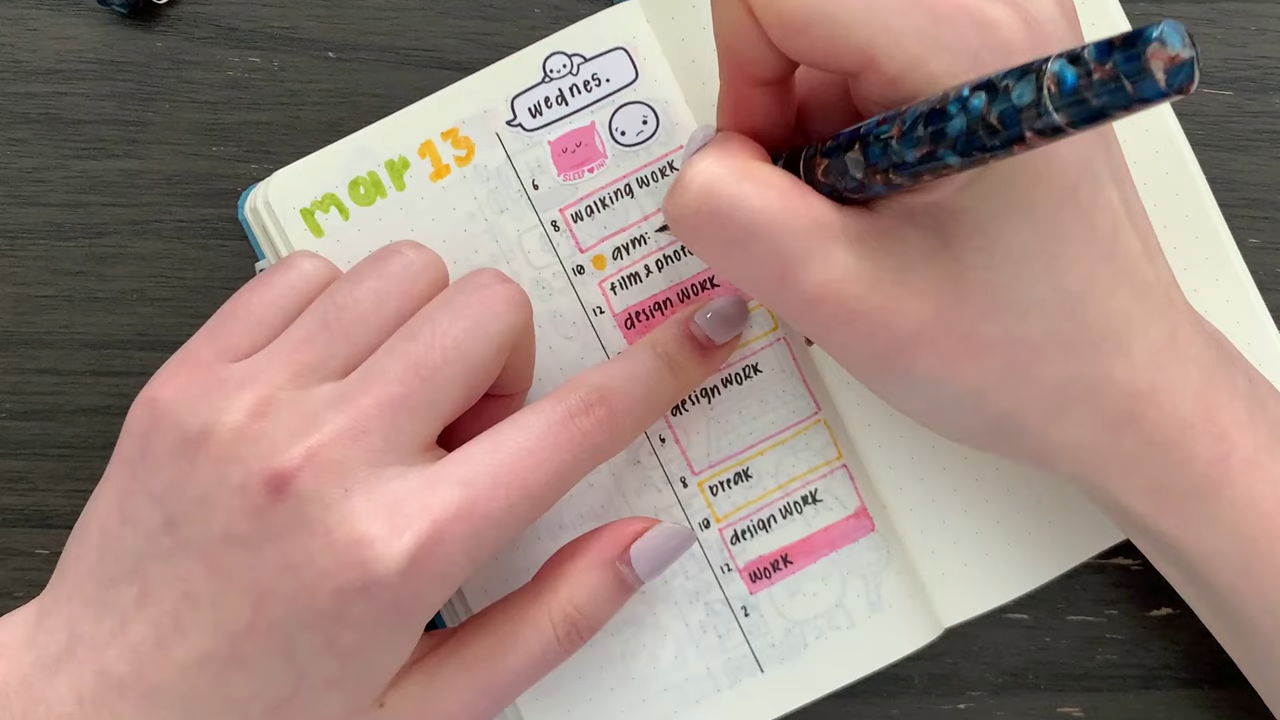 mar 13
wednes.
SLEEP IN!
6
8 walking WORK
10 gym:
film & photo
12 design WORK
design WORK
6
8 break
10 design WORK
12 WORK
2